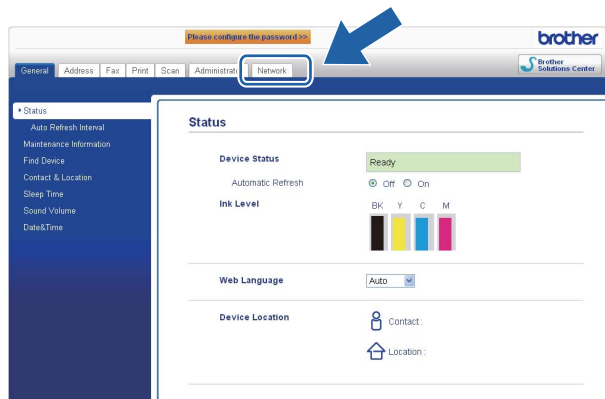 Please configure the password >>
brother
General Address Fax Print Scan Administrator Network
Brother
Solutions Center
Status
Auto Refresh Interval
Maintenance Information
Find Device
Contact & Location
Sleep Time
Sound Volume
Date&Time
Status
Device Status Ready
Automatic Refresh Off On
Ink Level BK Y C M
Web Language Auto
Device Location Contact :
Location :